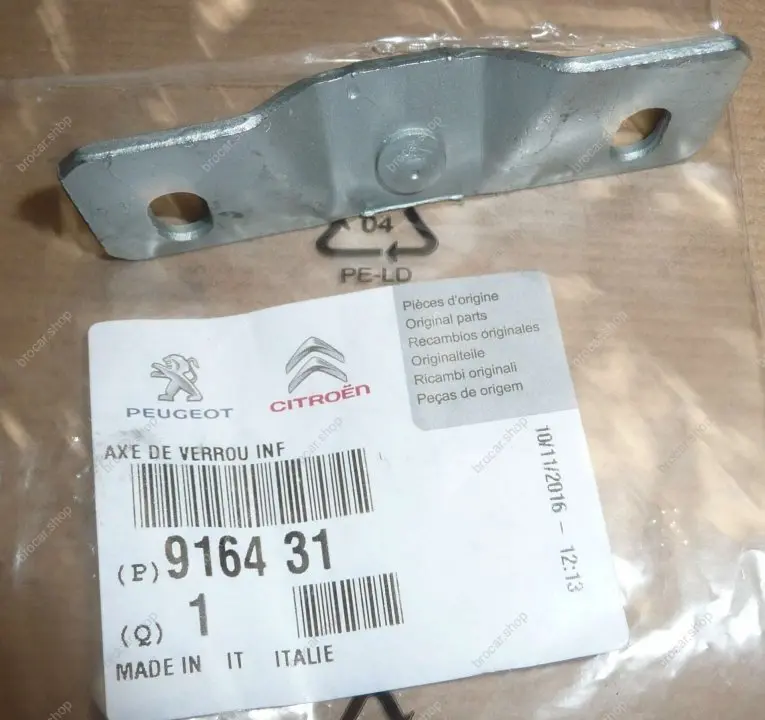 04
PE-LD
Pièces d'origine
Original parts
Recambios originales
Originalteile
Ricambi originali
Peças de origem
PEUGEOT
CITROËN
AXE DE VERROU INF
10/11/2016 - 12:13
(P) 9164 31
(Q) 1
MADE IN IT ITALIE
brocar.shop